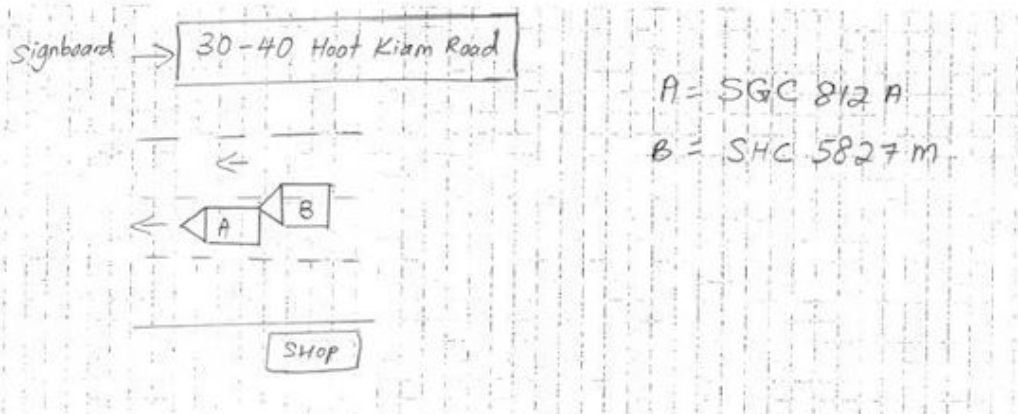 Signboard → 30-40 Hoot Kiam Road
A = SGC 812 A
B = SHC 5827 m
← 
← A B
SHOP